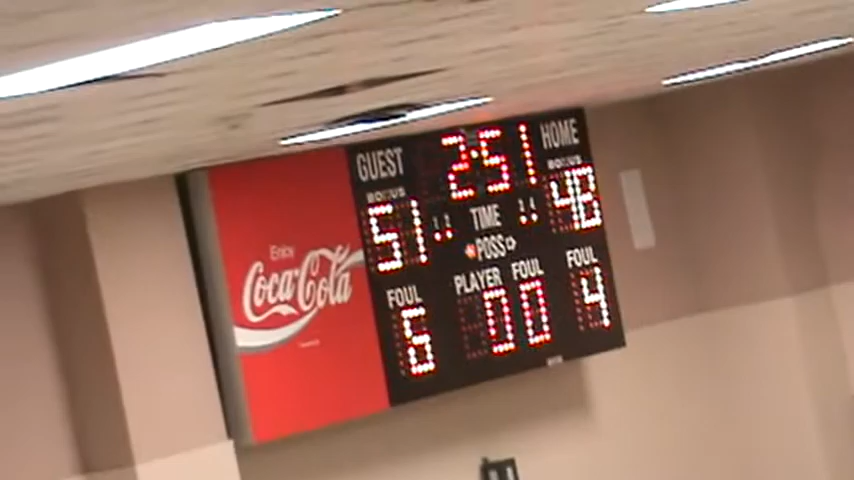 GUEST 2:51 HOME
BONUS BONUS
51 TIME 48
POSS
Enjoy
Coca-Cola
FOUL PLAYER FOUL FOUL
6 0 0 4